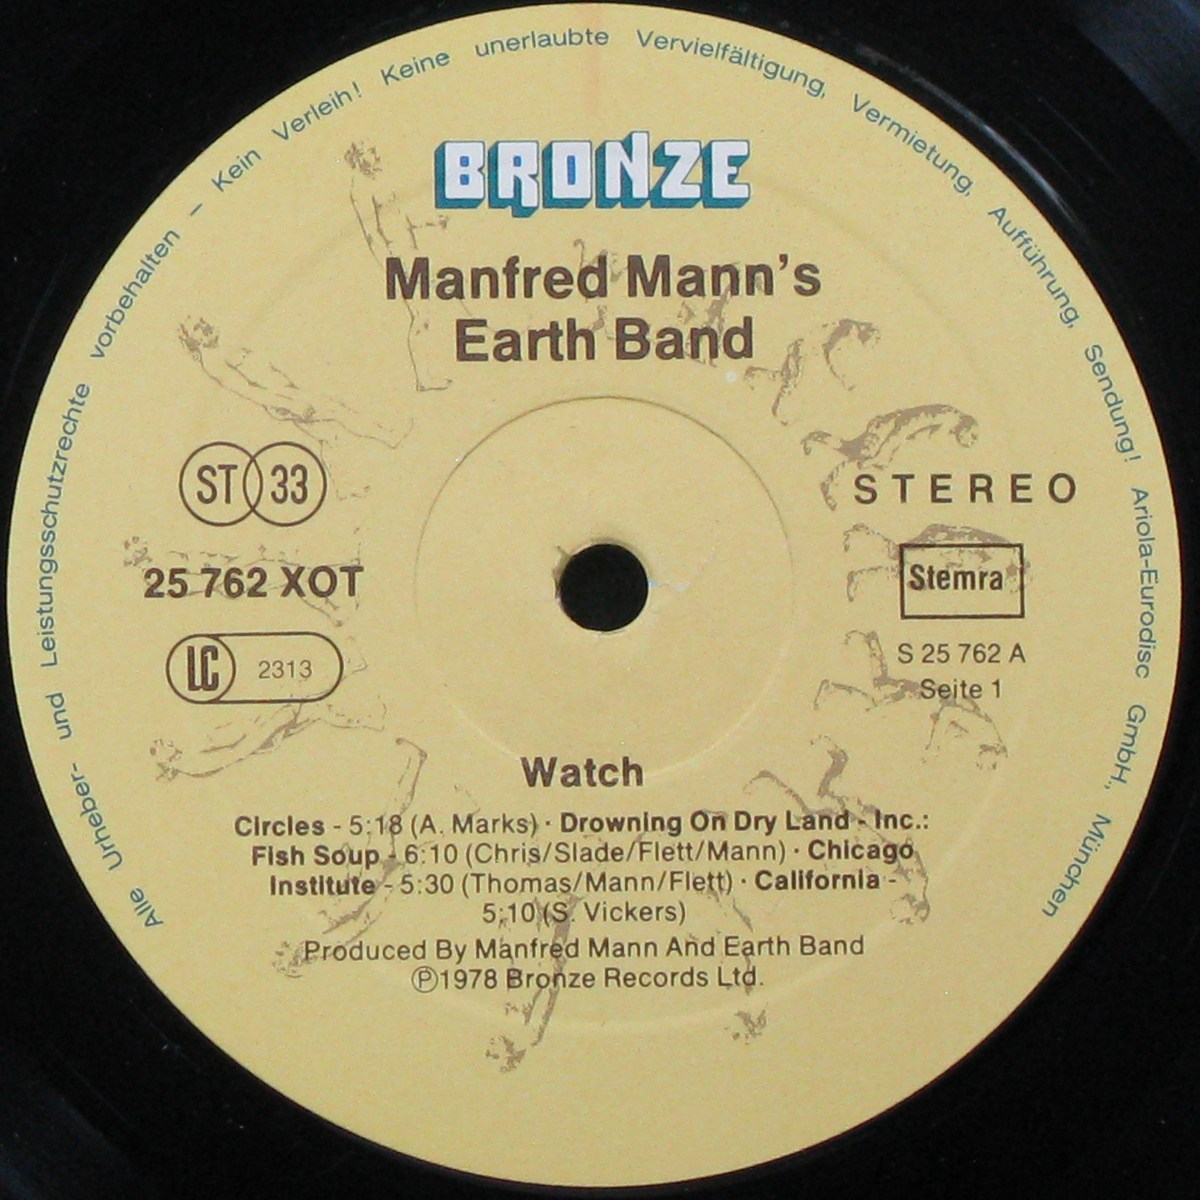 Alle Urheber- und Leistungsschutzrechte vorbehalten – Kein Verleih! Keine unerlaubte Vervielfältigung, Vermietung, Aufführung, Sendung! Ariola-Eurodisc GmbH., München
BRONZE
Manfred Mann's
Earth Band
ST 33
STEREO
25 762 XOT
Stemra
LC 2313
S 25 762 A
Seite 1
Watch
Circles - 5:18 (A. Marks) · Drowning On Dry Land - Inc.:
Fish Soup - 6:10 (Chris/Slade/Flett/Mann) · Chicago
Institute - 5:30 (Thomas/Mann/Flett) · California -
5:10 (S. Vickers)
Produced By Manfred Mann And Earth Band
Ⓟ1978 Bronze Records Ltd.